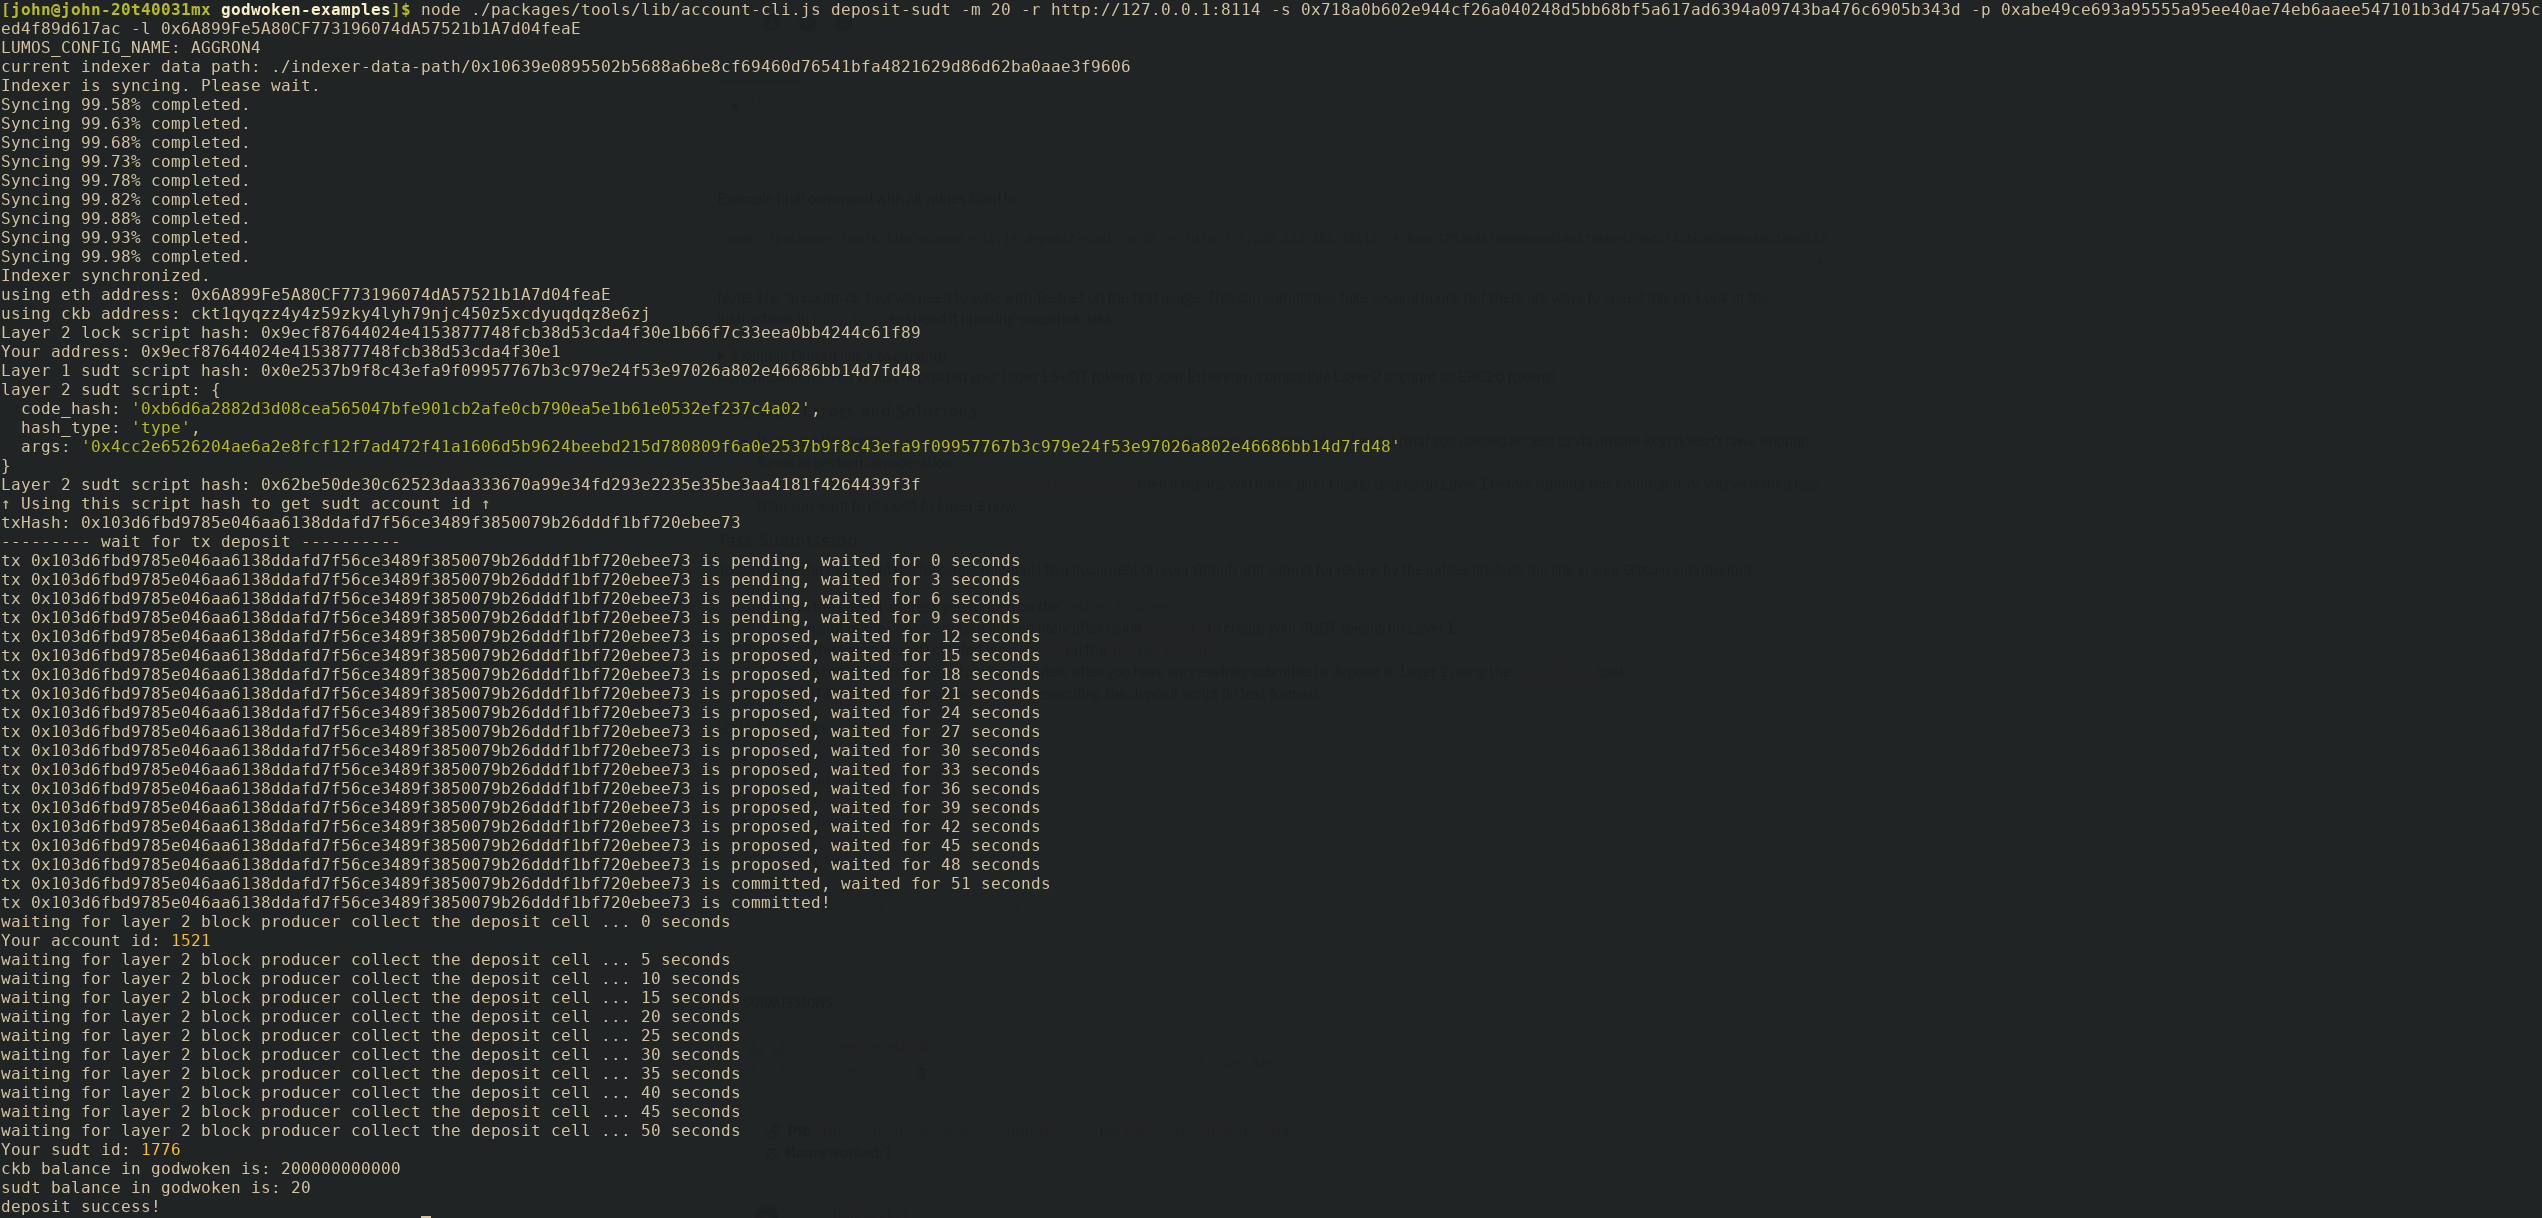 [john@john-20t40031mx godwoken-examples]$ node ./packages/tools/lib/account-cli.js deposit-sudt -m 20 -r http://127.0.0.1:8114 -s 0x718a0b602e944cf26a040248d5bb68bf5a617ad6394a09743ba476c6905b343d -p 0xabe49ce693a95555a95ee40ae74eb6aaee547101b3d475a4795c
ed4f89d617ac -l 0x6A899Fe5A80CF773196074dA57521b1A7d04feaE
LUMOS_CONFIG_NAME: AGGRON4
current indexer data path: ./indexer-data-path/0x10639e0895502b5688a6be8cf69460d76541bfa4821629d86d62ba0aae3f9606
Indexer is syncing. Please wait.
Syncing 99.58% completed.
Syncing 99.63% completed.
Syncing 99.68% completed.
Syncing 99.73% completed.
Syncing 99.78% completed.
Syncing 99.82% completed.
Syncing 99.88% completed.
Syncing 99.93% completed.
Syncing 99.98% completed.
Indexer synchronized.
using eth address: 0x6A899Fe5A80CF773196074dA57521b1A7d04feaE
using ckb address: ckt1qyqzz4y4z59zky4lyh79njc450z5xcdyuqdqz8e6zj
Layer 2 lock script hash: 0x9ecf87644024e4153877748fcb38d53cda4f30e1b66f7c33eea0bb4244c61f89
Your address: 0x9ecf87644024e4153877748fcb38d53cda4f30e1
Layer 1 sudt script hash: 0x0e2537b9f8c43efa9f09957767b3c979e24f53e97026a802e46686bb14d7fd48
layer 2 sudt script: {
  code_hash: '0xb6d6a2882d3d08cea565047bfe901cb2afe0cb790ea5e1b61e0532ef237c4a02',
  hash_type: 'type',
  args: '0x4cc2e6526204ae6a2e8fcf12f7ad472f41a1606d5b9624beebd215d780809f6a0e2537b9f8c43efa9f09957767b3c979e24f53e97026a802e46686bb14d7fd48'
}
Layer 2 sudt script hash: 0x62be50de30c62523daa333670a99e34fd293e2235e35be3aa4181f4264439f3f
↑ Using this script hash to get sudt account id ↑
txHash: 0x103d6fbd9785e046aa6138ddafd7f56ce3489f3850079b26dddf1bf720ebee73
--------- wait for tx deposit ----------
tx 0x103d6fbd9785e046aa6138ddafd7f56ce3489f3850079b26dddf1bf720ebee73 is pending, waited for 0 seconds
tx 0x103d6fbd9785e046aa6138ddafd7f56ce3489f3850079b26dddf1bf720ebee73 is pending, waited for 3 seconds
tx 0x103d6fbd9785e046aa6138ddafd7f56ce3489f3850079b26dddf1bf720ebee73 is pending, waited for 6 seconds
tx 0x103d6fbd9785e046aa6138ddafd7f56ce3489f3850079b26dddf1bf720ebee73 is pending, waited for 9 seconds
tx 0x103d6fbd9785e046aa6138ddafd7f56ce3489f3850079b26dddf1bf720ebee73 is proposed, waited for 12 seconds
tx 0x103d6fbd9785e046aa6138ddafd7f56ce3489f3850079b26dddf1bf720ebee73 is proposed, waited for 15 seconds
tx 0x103d6fbd9785e046aa6138ddafd7f56ce3489f3850079b26dddf1bf720ebee73 is proposed, waited for 18 seconds
tx 0x103d6fbd9785e046aa6138ddafd7f56ce3489f3850079b26dddf1bf720ebee73 is proposed, waited for 21 seconds
tx 0x103d6fbd9785e046aa6138ddafd7f56ce3489f3850079b26dddf1bf720ebee73 is proposed, waited for 24 seconds
tx 0x103d6fbd9785e046aa6138ddafd7f56ce3489f3850079b26dddf1bf720ebee73 is proposed, waited for 27 seconds
tx 0x103d6fbd9785e046aa6138ddafd7f56ce3489f3850079b26dddf1bf720ebee73 is proposed, waited for 30 seconds
tx 0x103d6fbd9785e046aa6138ddafd7f56ce3489f3850079b26dddf1bf720ebee73 is proposed, waited for 33 seconds
tx 0x103d6fbd9785e046aa6138ddafd7f56ce3489f3850079b26dddf1bf720ebee73 is proposed, waited for 36 seconds
tx 0x103d6fbd9785e046aa6138ddafd7f56ce3489f3850079b26dddf1bf720ebee73 is proposed, waited for 39 seconds
tx 0x103d6fbd9785e046aa6138ddafd7f56ce3489f3850079b26dddf1bf720ebee73 is proposed, waited for 42 seconds
tx 0x103d6fbd9785e046aa6138ddafd7f56ce3489f3850079b26dddf1bf720ebee73 is proposed, waited for 45 seconds
tx 0x103d6fbd9785e046aa6138ddafd7f56ce3489f3850079b26dddf1bf720ebee73 is proposed, waited for 48 seconds
tx 0x103d6fbd9785e046aa6138ddafd7f56ce3489f3850079b26dddf1bf720ebee73 is committed, waited for 51 seconds
tx 0x103d6fbd9785e046aa6138ddafd7f56ce3489f3850079b26dddf1bf720ebee73 is committed!
waiting for layer 2 block producer collect the deposit cell ... 0 seconds
Your account id: 1521
waiting for layer 2 block producer collect the deposit cell ... 5 seconds
waiting for layer 2 block producer collect the deposit cell ... 10 seconds
waiting for layer 2 block producer collect the deposit cell ... 15 seconds
waiting for layer 2 block producer collect the deposit cell ... 20 seconds
waiting for layer 2 block producer collect the deposit cell ... 25 seconds
waiting for layer 2 block producer collect the deposit cell ... 30 seconds
waiting for layer 2 block producer collect the deposit cell ... 35 seconds
waiting for layer 2 block producer collect the deposit cell ... 40 seconds
waiting for layer 2 block producer collect the deposit cell ... 45 seconds
waiting for layer 2 block producer collect the deposit cell ... 50 seconds
Your sudt id: 1776
ckb balance in godwoken is: 200000000000
sudt balance in godwoken is: 20
deposit success!